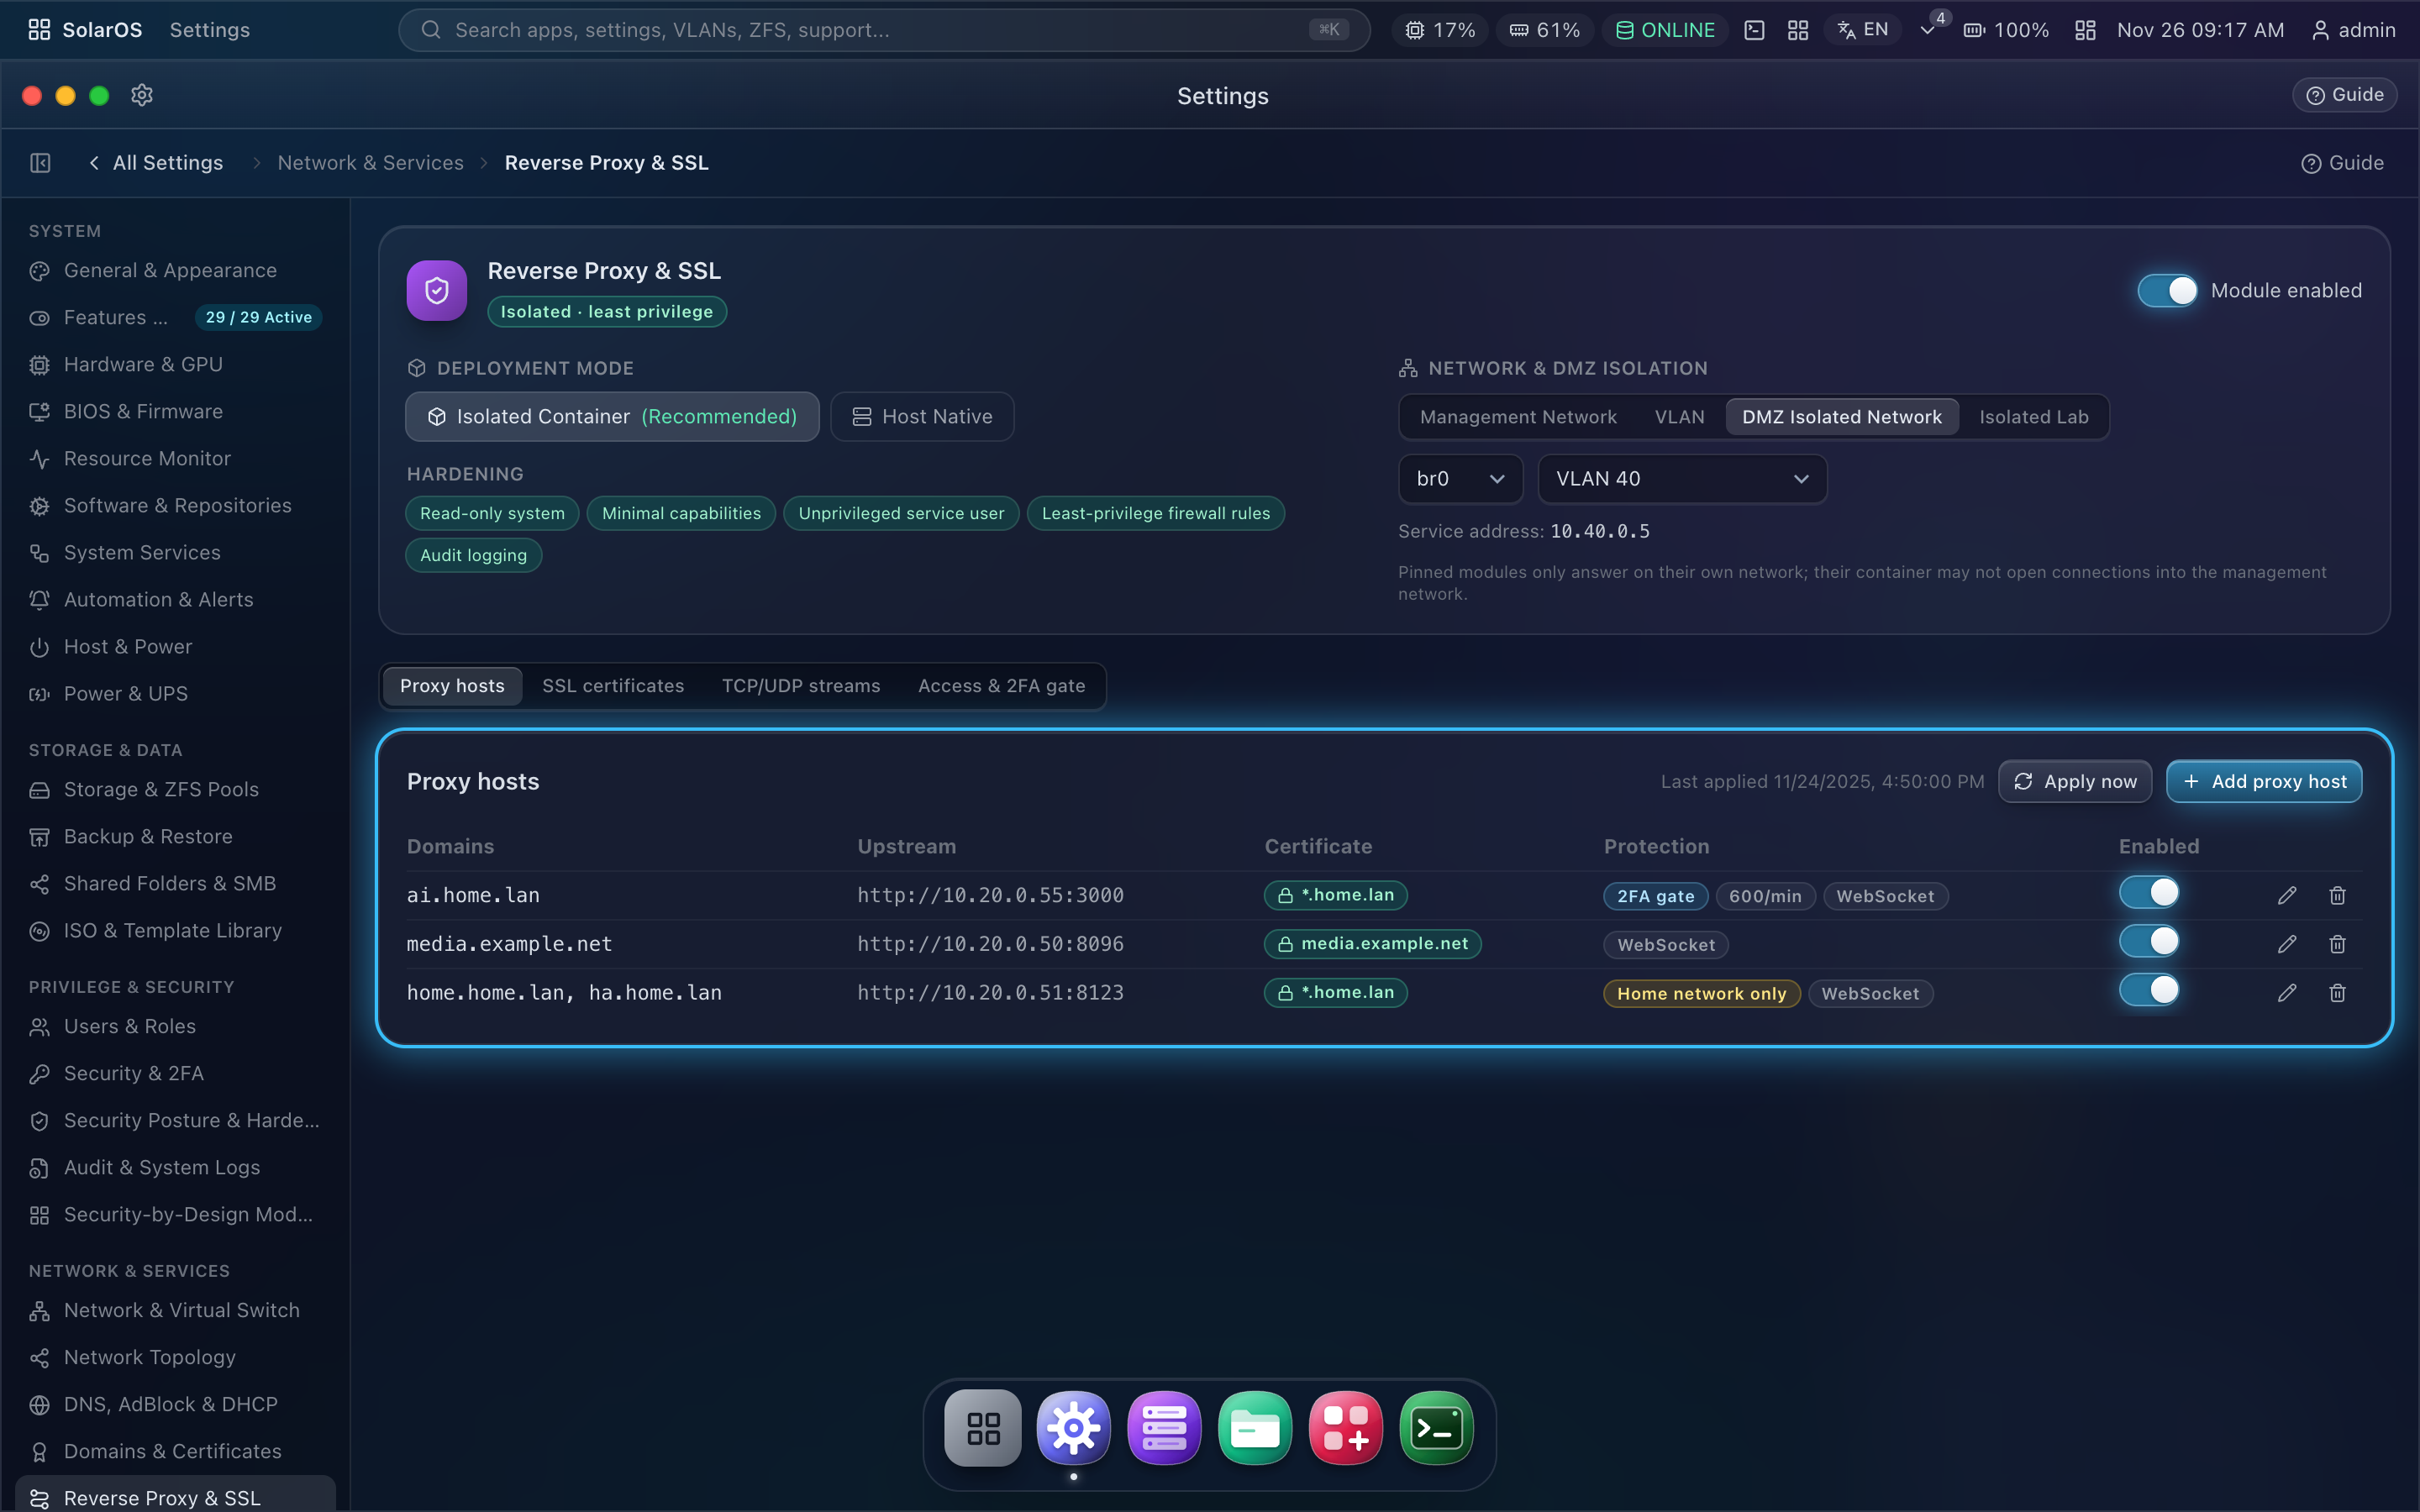 SolarOS Settings Search apps, settings, VLANs, ZFS, support... ⌘K 17% 61% ONLINE EN 4 100% Nov 26 09:17 AM admin
Settings Guide
All Settings Network & Services Reverse Proxy & SSL Guide
SYSTEM
General & Appearance
Features ... 29 / 29 Active
Hardware & GPU
BIOS & Firmware
Resource Monitor
Software & Repositories
System Services
Automation & Alerts
Host & Power
Power & UPS
STORAGE & DATA
Storage & ZFS Pools
Backup & Restore
Shared Folders & SMB
ISO & Template Library
PRIVILEGE & SECURITY
Users & Roles
Security & 2FA
Security Posture & Harde...
Audit & System Logs
Security-by-Design Mod...
NETWORK & SERVICES
Network & Virtual Switch
Network Topology
DNS, AdBlock & DHCP
Domains & Certificates
Reverse Proxy & SSL
Reverse Proxy & SSL
Isolated · least privilege
Module enabled
DEPLOYMENT MODE
Isolated Container (Recommended) Host Native
HARDENING
Read-only system Minimal capabilities Unprivileged service user Least-privilege firewall rules
Audit logging
NETWORK & DMZ ISOLATION
Management Network VLAN DMZ Isolated Network Isolated Lab
br0 VLAN 40
Service address: 10.40.0.5
Pinned modules only answer on their own network; their container may not open connections into the management
network.
Proxy hosts SSL certificates TCP/UDP streams Access & 2FA gate
Proxy hosts Last applied 11/24/2025, 4:50:00 PM Apply now Add proxy host
Domains Upstream Certificate Protection Enabled
ai.home.lan http://10.20.0.55:3000 *.home.lan 2FA gate 600/min WebSocket
media.example.net http://10.20.0.50:8096 media.example.net WebSocket
home.home.lan, ha.home.lan http://10.20.0.51:8123 *.home.lan Home network only WebSocket